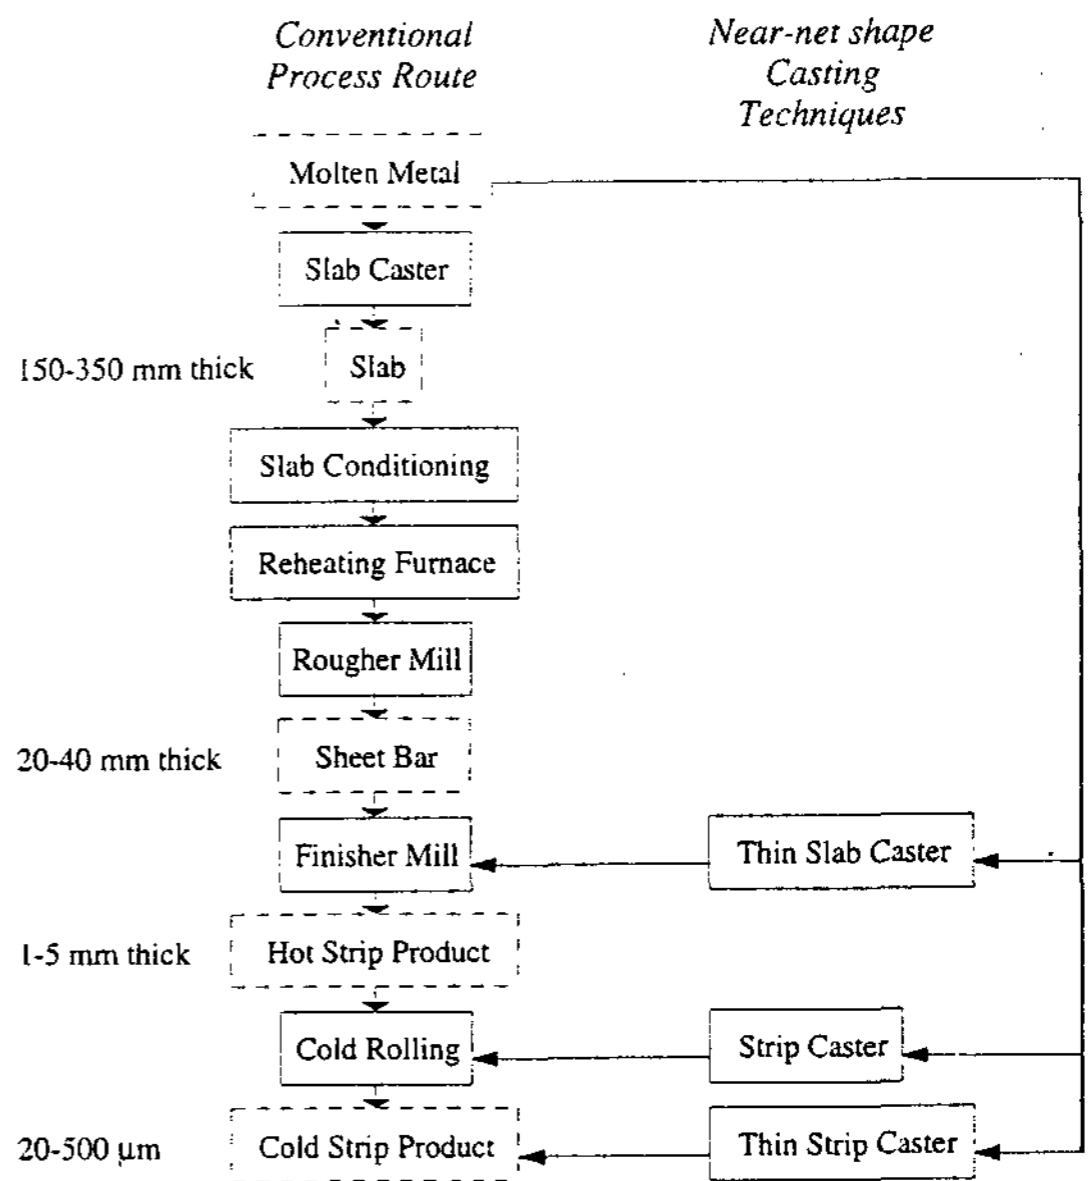 Conventional
Process Route
Near-net shape
Casting
Techniques
Molten Metal
Slab Caster
150-350 mm thick
Slab
Slab Conditioning
Reheating Furnace
Rougher Mill
20-40 mm thick
Sheet Bar
Finisher Mill
Thin Slab Caster
1-5 mm thick
Hot Strip Product
Cold Rolling
Strip Caster
20-500 µm
Cold Strip Product
Thin Strip Caster